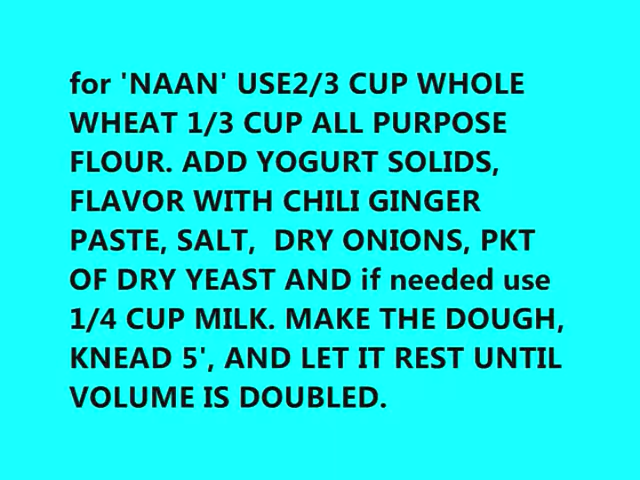 for 'NAAN' USE2/3 CUP WHOLE
WHEAT 1/3 CUP ALL PURPOSE
FLOUR. ADD YOGURT SOLIDS,
FLAVOR WITH CHILI GINGER
PASTE, SALT,  DRY ONIONS, PKT
OF DRY YEAST AND if needed use
1/4 CUP MILK. MAKE THE DOUGH,
KNEAD 5', AND LET IT REST UNTIL
VOLUME IS DOUBLED.